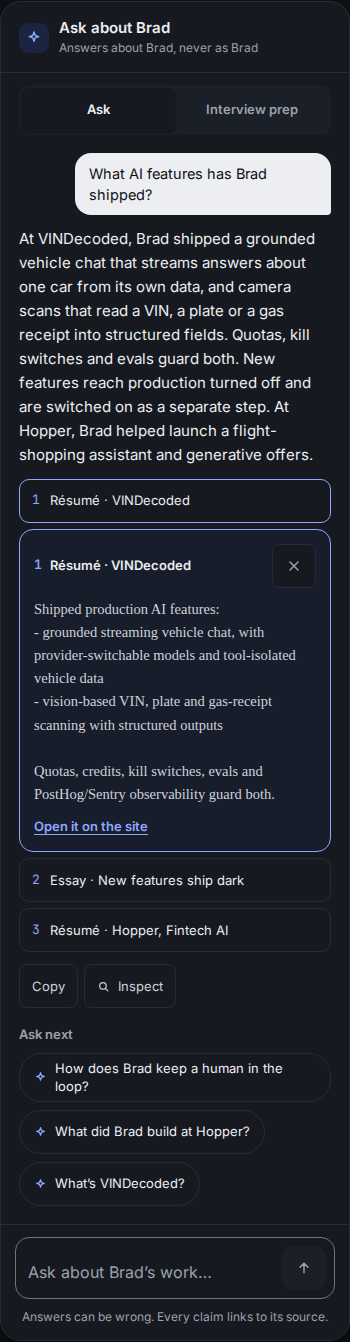 Ask about Brad
Answers about Brad, never as Brad
Ask
Interview prep
What AI features has Brad
shipped?
At VINDecoded, Brad shipped a grounded
vehicle chat that streams answers about
one car from its own data, and camera
scans that read a VIN, a plate or a gas
receipt into structured fields. Quotas, kill
switches and evals guard both. New
features reach production turned off and
are switched on as a separate step. At
Hopper, Brad helped launch a flight-
shopping assistant and generative offers.
1 Résumé · VINDecoded
1 Résumé · VINDecoded
Shipped production AI features:
- grounded streaming vehicle chat, with
provider-switchable models and tool-isolated
vehicle data
- vision-based VIN, plate and gas-receipt
scanning with structured outputs
Quotas, credits, kill switches, evals and
PostHog/Sentry observability guard both.
Open it on the site
2 Essay · New features ship dark
3 Résumé · Hopper, Fintech AI
Copy
Inspect
Ask next
How does Brad keep a human in the
loop?
What did Brad build at Hopper?
What’s VINDecoded?
Ask about Brad’s work…
Answers can be wrong. Every claim links to its source.